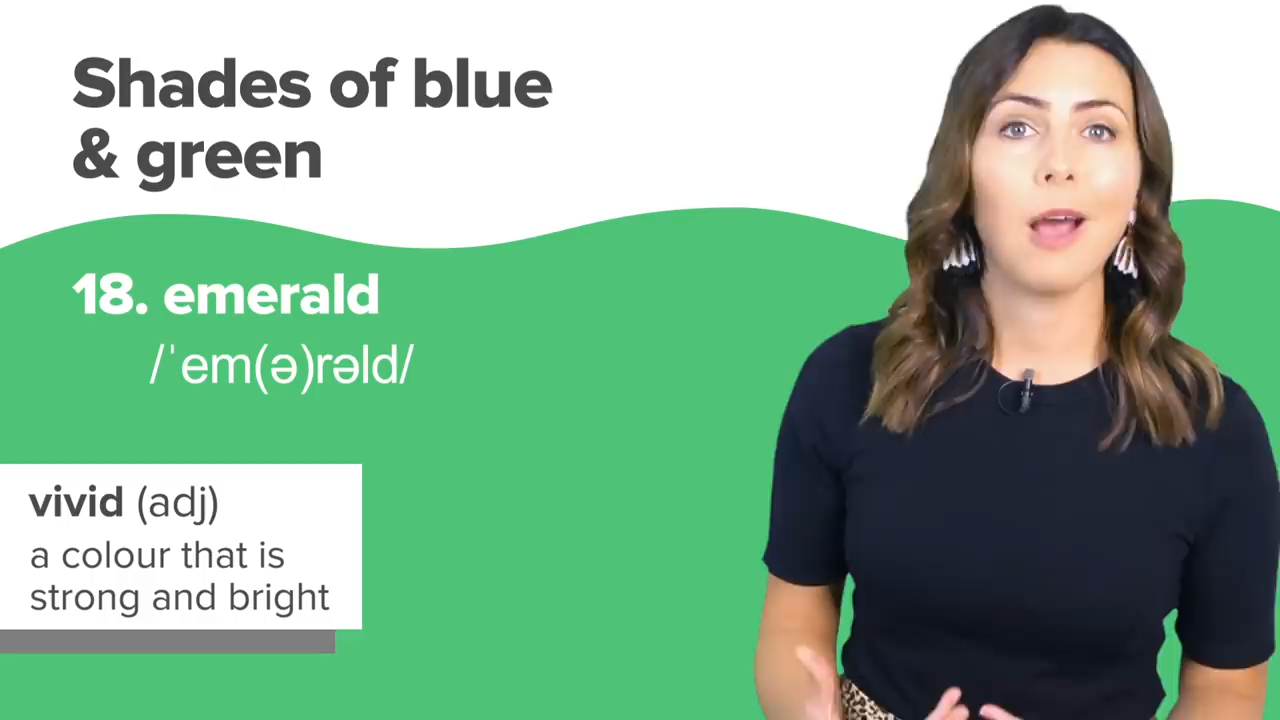 Shades of blue
& green
18. emerald
/ˈem(ə)rəld/
vivid (adj)
a colour that is
strong and bright